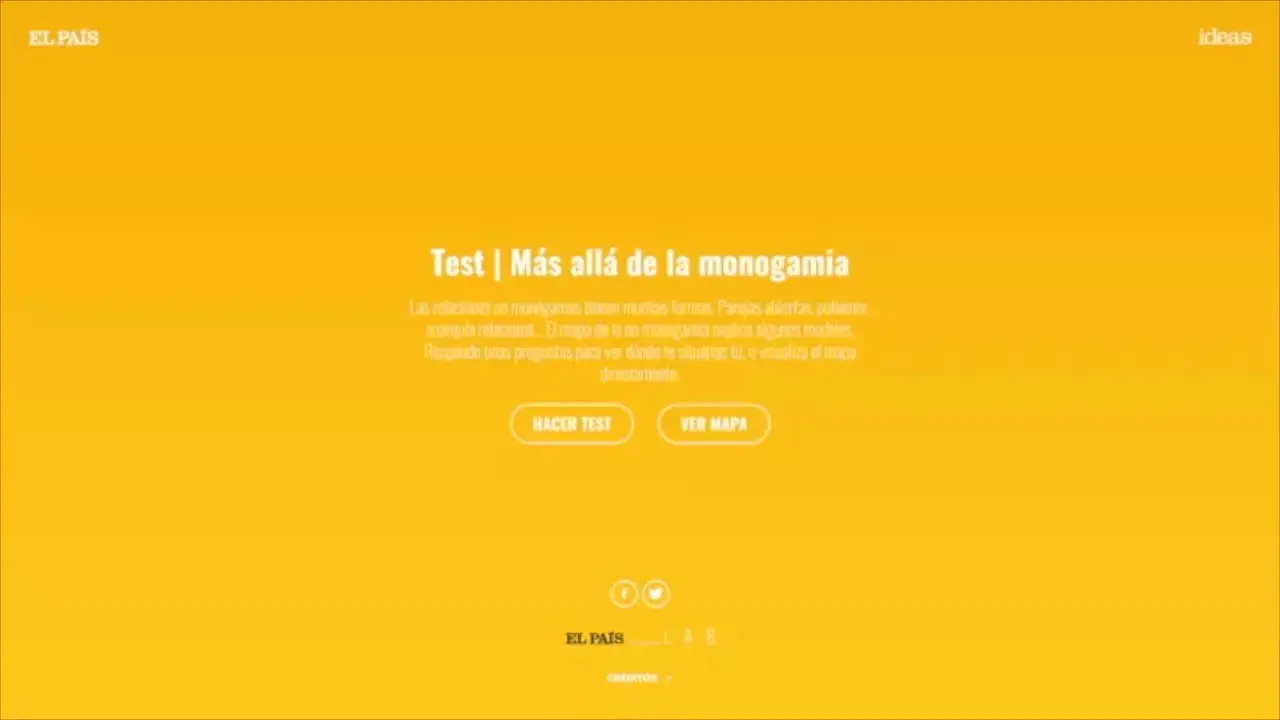 EL PAÍS
ideas
Test | Más allá de la monogamia
Las relaciones no monógamas tienen muchas formas. Parejas abiertas, poliamor,
anarquía relacional... El mapa de la no monogamia explica algunos modelos.
Responde unas preguntas para ver dónde te situarías tú, o visualiza el mapa
directamente.
HACER TEST
VER MAPA
EL PAÍS LAB
CRÉDITOS